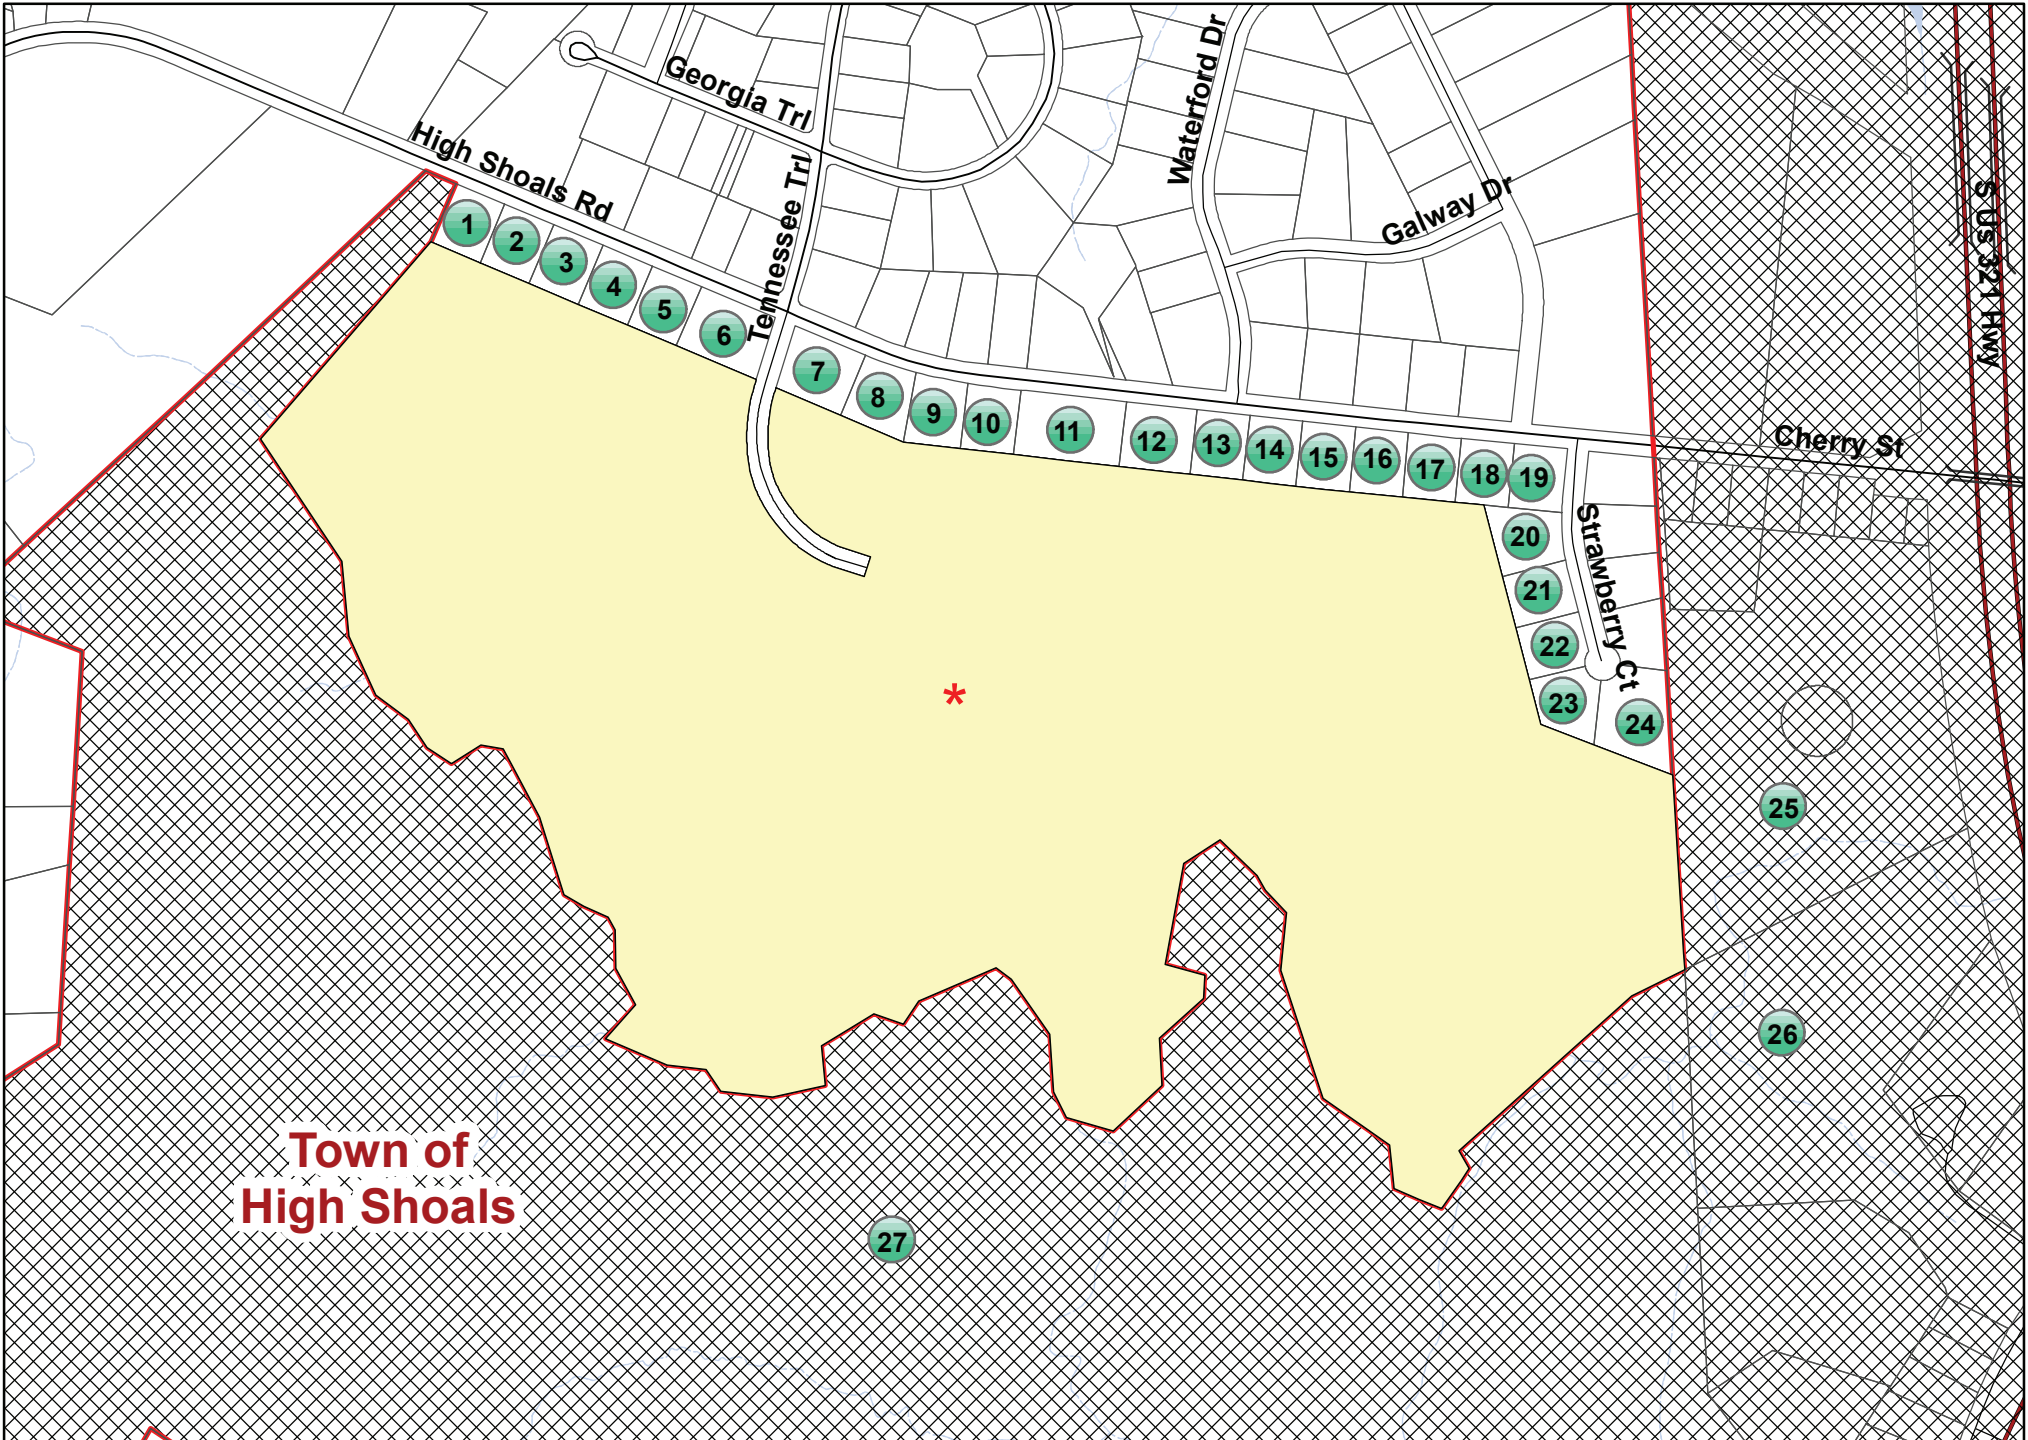 Georgia Trl
High Shoals Rd
Tennessee Trl
Waterford Dr
Galway Dr
S Us 321 Hwy
Cherry St
Strawberry Ct
1
2
3
4
5
6
7
8
9
10
11
12
13
14
15
16
17
18
19
20
21
22
23
24
*
25
26
27
Town of
High Shoals